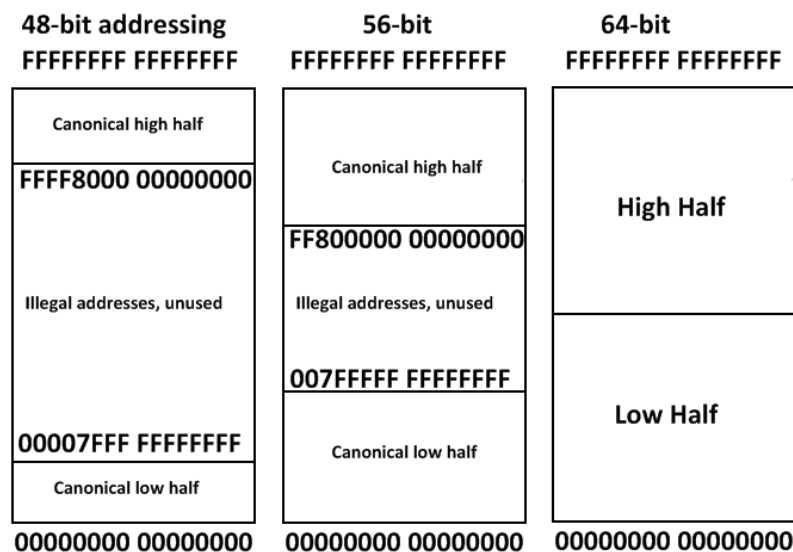 48-bit addressing
FFFFFFFF FFFFFFFF
Canonical high half
FFFF8000 00000000
Illegal addresses, unused
00007FFF FFFFFFFF
Canonical low half
00000000 00000000
56-bit
FFFFFFFF FFFFFFFF
Canonical high half
FF800000 00000000
Illegal addresses, unused
007FFFFF FFFFFFFF
Canonical low half
00000000 00000000
64-bit
FFFFFFFF FFFFFFFF
High Half
Low Half
00000000 00000000